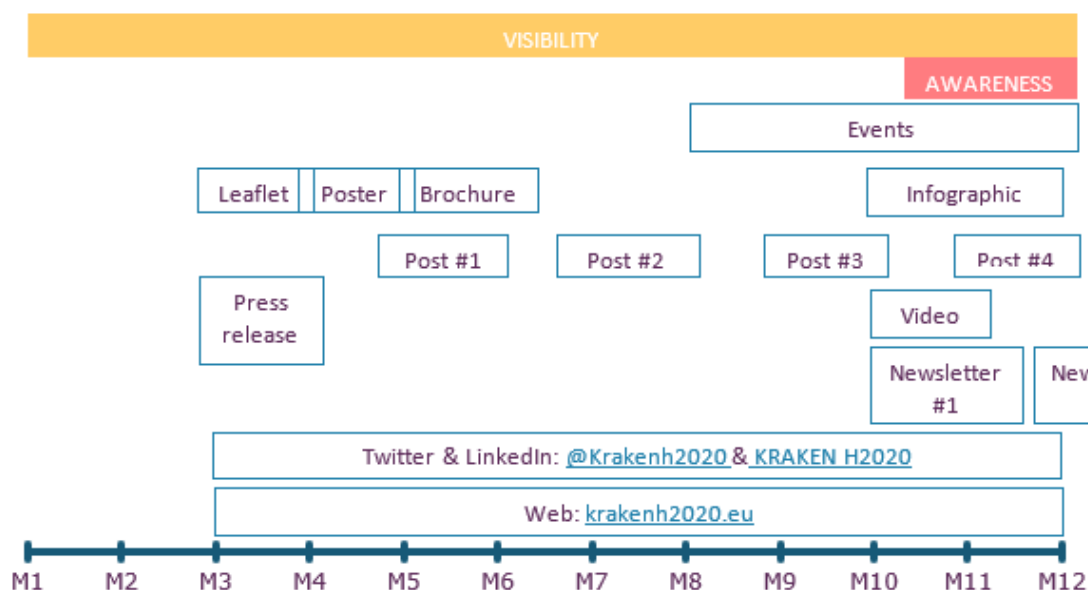 VISIBILITY
AWARENESS
Events
Leaflet Poster Brochure Infographic
Post #1 Post #2 Post #3 Post #4
Press
release
Video
Newsletter
#1
New
Twitter & LinkedIn: @Krakenh2020 & KRAKEN H2020
Web: krakenh2020.eu
M1 M2 M3 M4 M5 M6 M7 M8 M9 M10 M11 M12